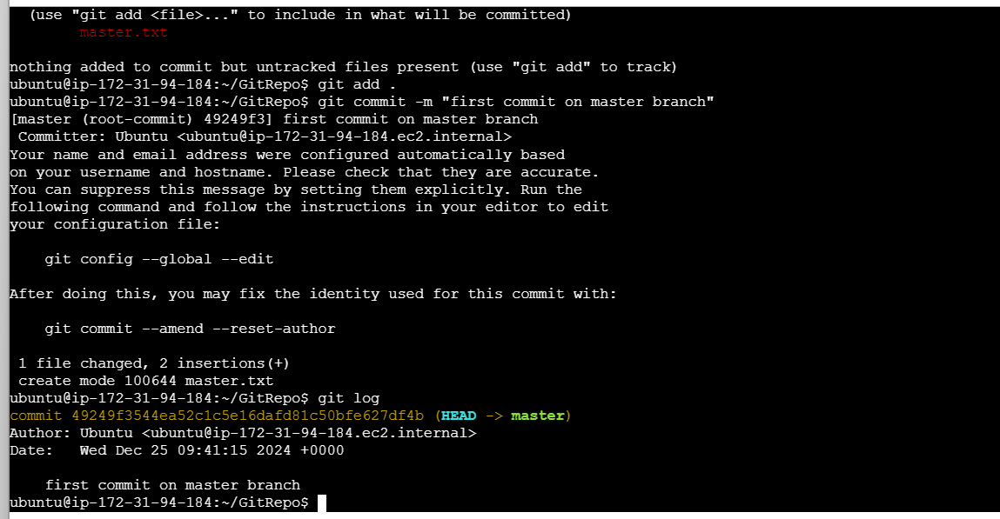 (use "git add <file>..." to include in what will be committed)
master.txt
nothing added to commit but untracked files present (use "git add" to track)
ubuntu@ip-172-31-94-184:~/GitRepo$ git add .
ubuntu@ip-172-31-94-184:~/GitRepo$ git commit -m "first commit on master branch"
[master (root-commit) 49249f3] first commit on master branch
Committer: Ubuntu <ubuntu@ip-172-31-94-184.ec2.internal>
Your name and email address were configured automatically based
on your username and hostname. Please check that they are accurate.
You can suppress this message by setting them explicitly. Run the
following command and follow the instructions in your editor to edit
your configuration file:
git config --global --edit
After doing this, you may fix the identity used for this commit with:
git commit --amend --reset-author
1 file changed, 2 insertions(+)
create mode 100644 master.txt
ubuntu@ip-172-31-94-184:~/GitRepo$ git log
commit 49249f3544ea52c1c5e16dafd81c50bfe627df4b (HEAD -> master)
Author: Ubuntu <ubuntu@ip-172-31-94-184.ec2.internal>
Date:   Wed Dec 25 09:41:15 2024 +0000
first commit on master branch
ubuntu@ip-172-31-94-184:~/GitRepo$